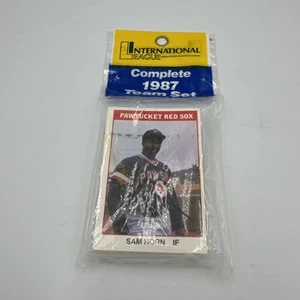 INTERNATIONAL
LEAGUE
Complete
1987
Team Set
PAWTUCKET RED SOX
SAM HORN IF